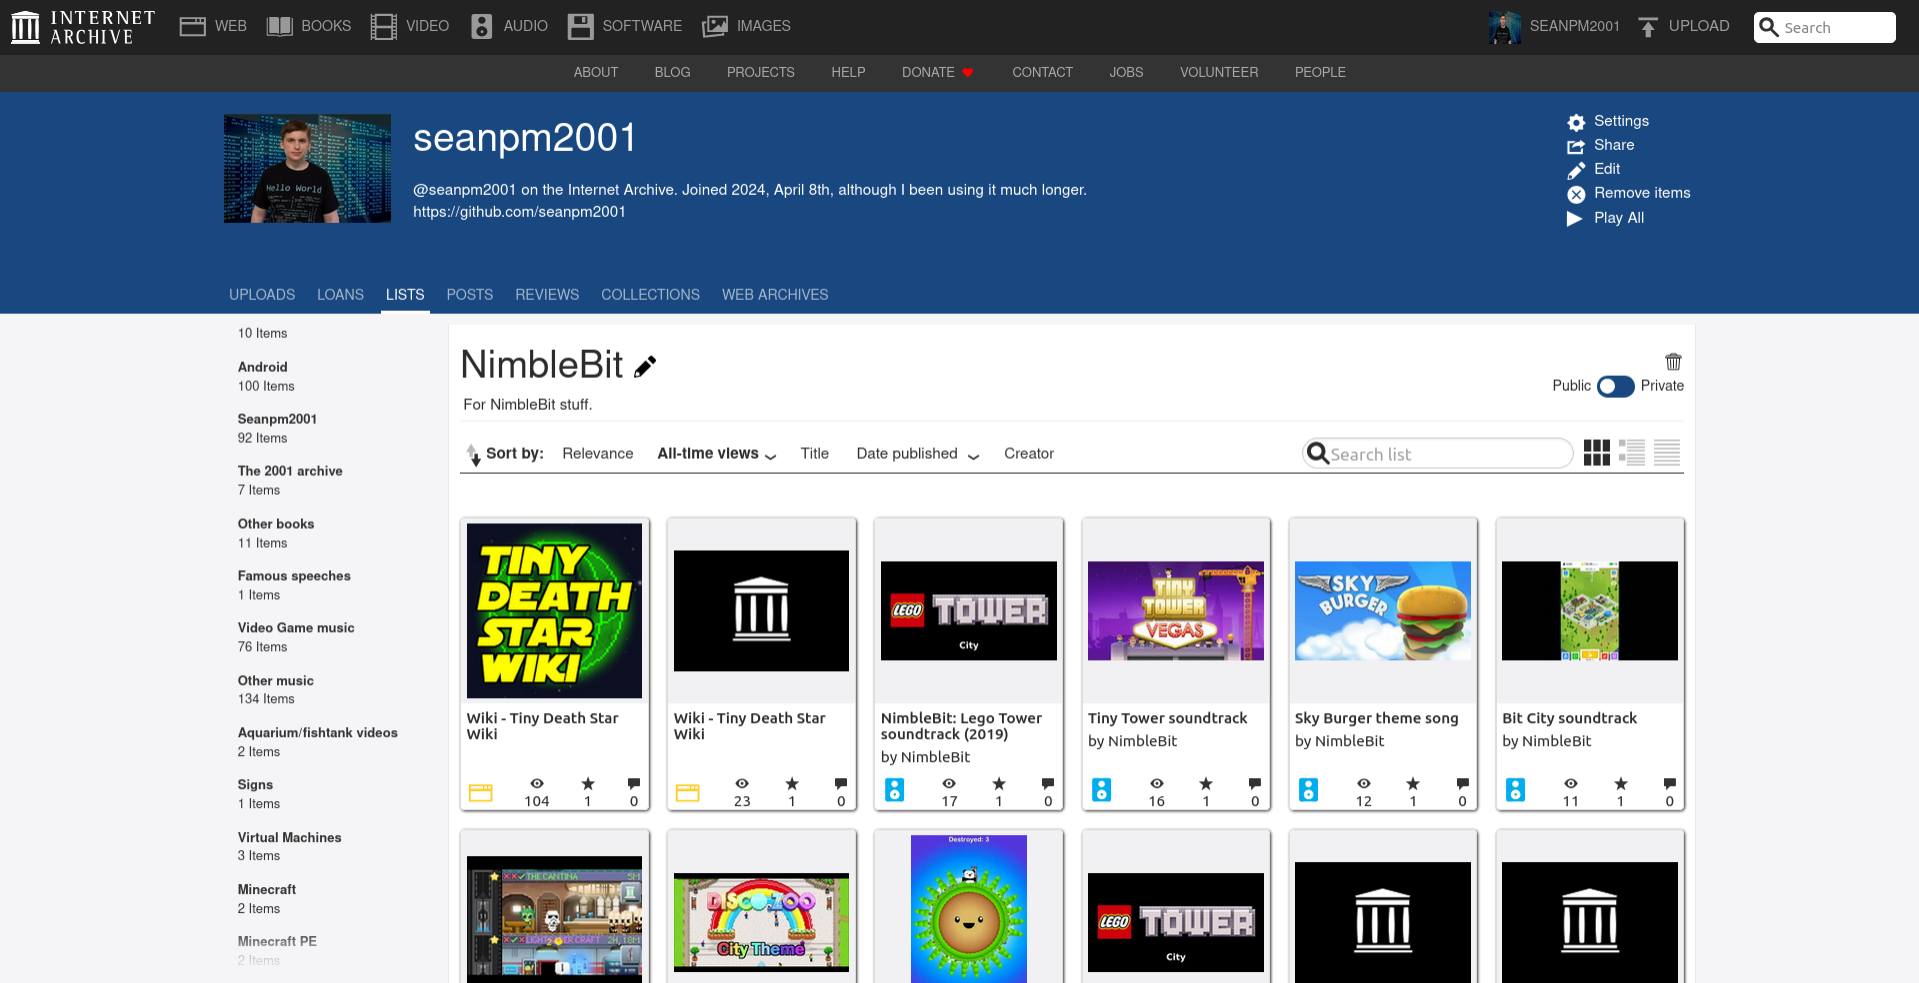 INTERNET
ARCHIVE
WEB
BOOKS
VIDEO
AUDIO
SOFTWARE
IMAGES
SEANPM2001
UPLOAD
Search
ABOUT
BLOG
PROJECTS
HELP
DONATE
CONTACT
JOBS
VOLUNTEER
PEOPLE
Hello World
seanpm2001
@seanpm2001 on the Internet Archive. Joined 2024, April 8th, although I been using it much longer.
https://github.com/seanpm2001
Settings
Share
Edit
Remove items
Play All
UPLOADS
LOANS
LISTS
POSTS
REVIEWS
COLLECTIONS
WEB ARCHIVES
10 Items
Android
100 Items
Seanpm2001
92 Items
The 2001 archive
7 Items
Other books
11 Items
Famous speeches
1 Items
Video Game music
76 Items
Other music
134 Items
Aquarium/fishtank videos
2 Items
Signs
1 Items
Virtual Machines
3 Items
Minecraft
2 Items
Minecraft PE
2 Items
NimbleBit
For NimbleBit stuff.
Public
Private
Sort by:
Relevance
All-time views
Title
Date published
Creator
Search list
TINY
DEATH
STAR
WIKI
Wiki - Tiny Death Star
Wiki
104
1
0
Wiki - Tiny Death Star
Wiki
23
1
0
LEGO TOWER
City
NimbleBit: Lego Tower
soundtrack (2019)
by NimbleBit
17
1
0
TINY
TOWER
VEGAS
Tiny Tower soundtrack
by NimbleBit
16
1
0
SKY
BURGER
Sky Burger theme song
by NimbleBit
12
1
0
Bit City soundtrack
by NimbleBit
11
1
0
THE CANTINA
5M
2H, 18M
DISCO ZOO
City Theme
Destroyed: 3
LEGO TOWER
City